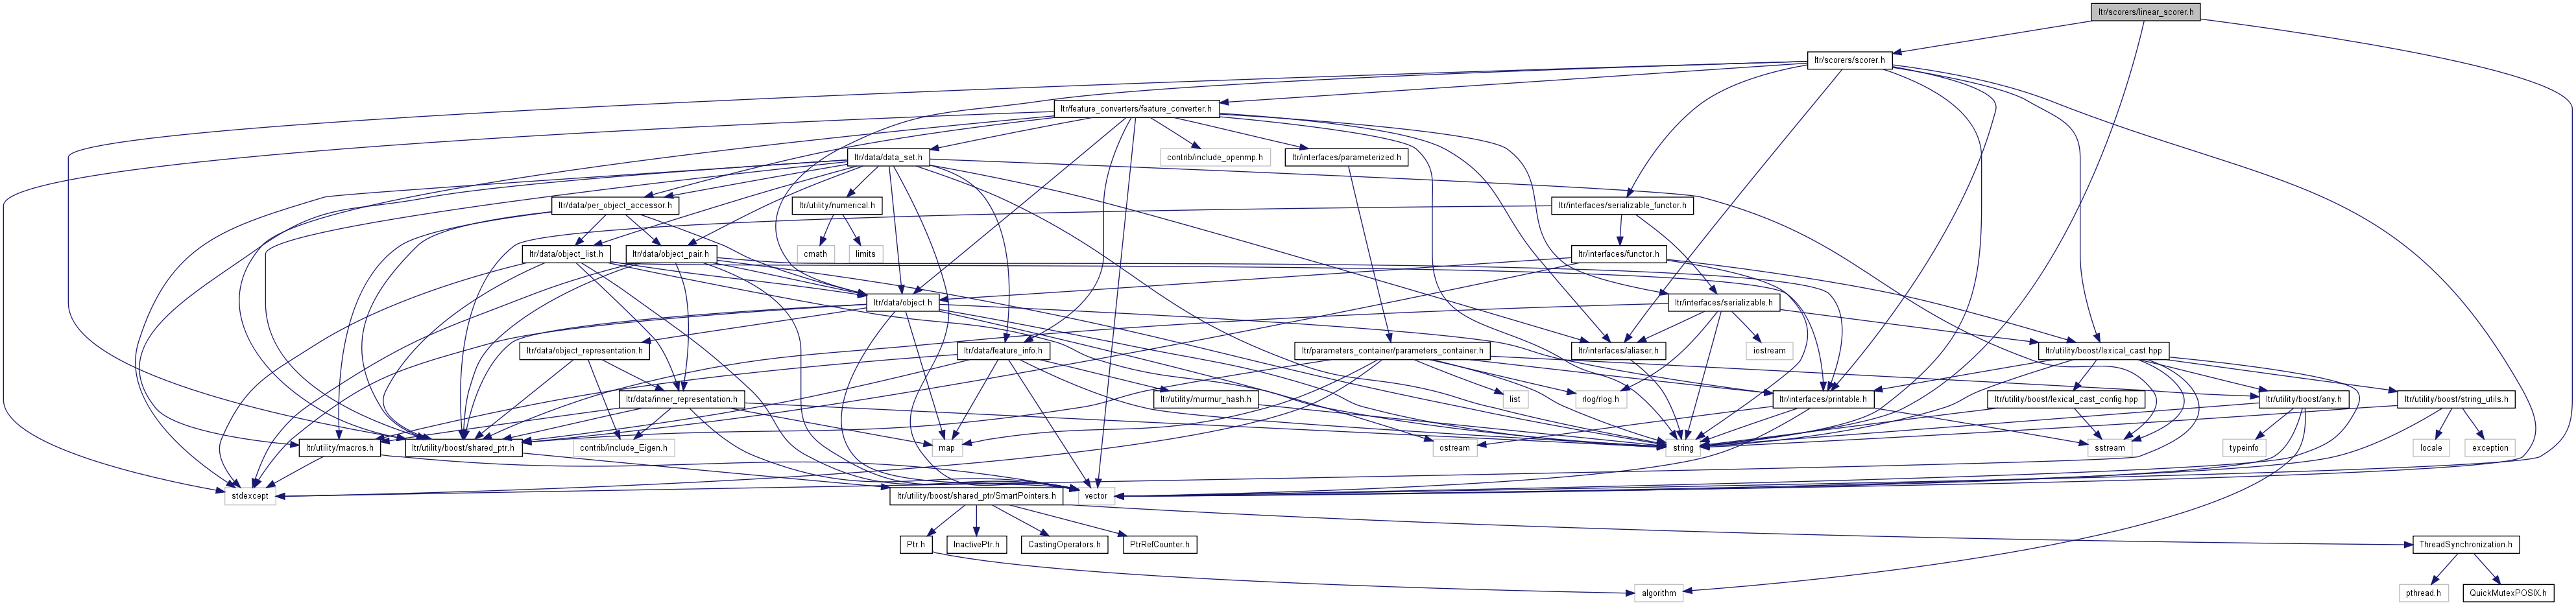 ltr/scorers/linear_scorer.h
ltr/scorers/scorer.h
ltr/feature_converters/feature_converter.h
ltr/data/data_set.h
contrib/include_openmp.h
ltr/interfaces/parameterized.h
ltr/data/per_object_accessor.h
ltr/utility/numerical.h
ltr/interfaces/serializable_functor.h
ltr/data/object_list.h
ltr/data/object_pair.h
cmath
limits
ltr/interfaces/functor.h
ltr/data/object.h
ltr/interfaces/serializable.h
ltr/data/object_representation.h
ltr/data/feature_info.h
ltr/parameters_container/parameters_container.h
ltr/interfaces/aliaser.h
iostream
ltr/utility/boost/lexical_cast.hpp
ltr/data/inner_representation.h
ltr/utility/murmur_hash.h
list
rlog/rlog.h
ltr/interfaces/printable.h
ltr/utility/boost/lexical_cast_config.hpp
ltr/utility/boost/any.h
ltr/utility/boost/string_utils.h
ltr/utility/macros.h
ltr/utility/boost/shared_ptr.h
contrib/include_Eigen.h
map
ostream
string
sstream
typeinfo
locale
exception
stdexcept
ltr/utility/boost/shared_ptr/SmartPointers.h
vector
Ptr.h
InactivePtr.h
CastingOperators.h
PtrRefCounter.h
ThreadSynchronization.h
algorithm
pthread.h
QuickMutexPOSIX.h